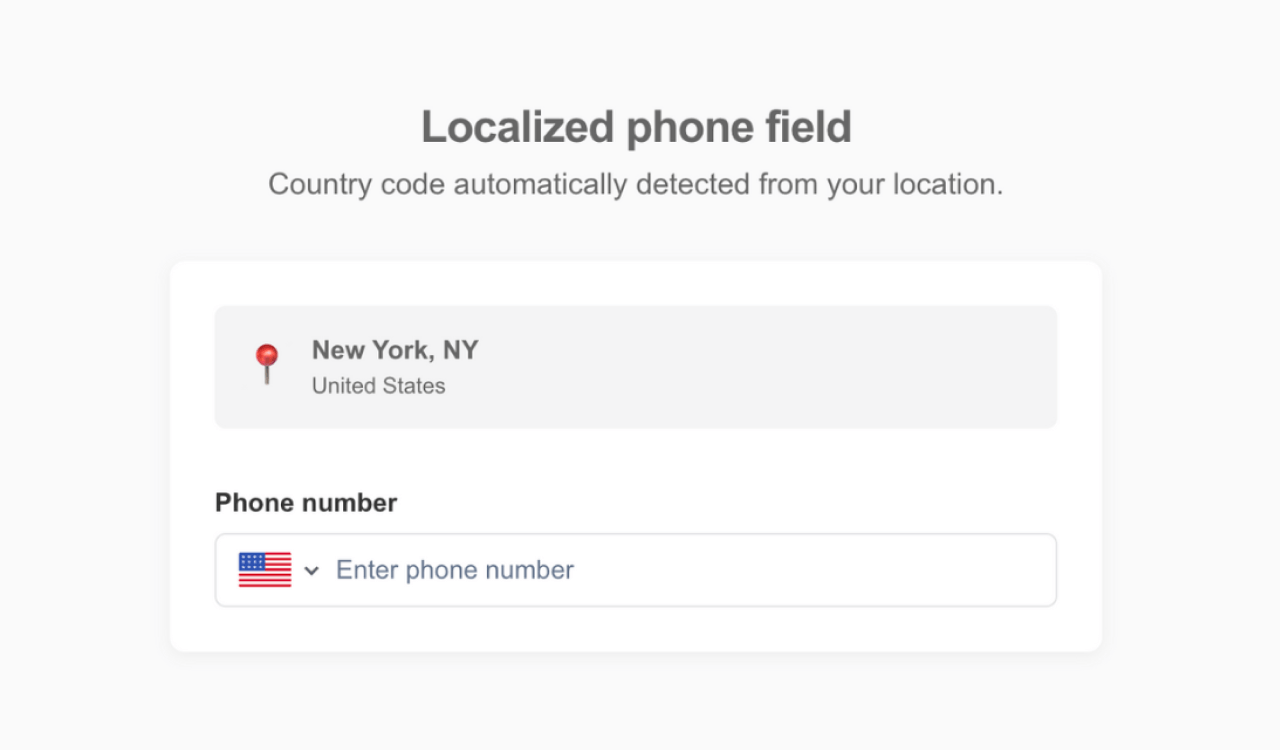 Localized phone field
Country code automatically detected from your location.
New York, NY
United States
Phone number
Enter phone number